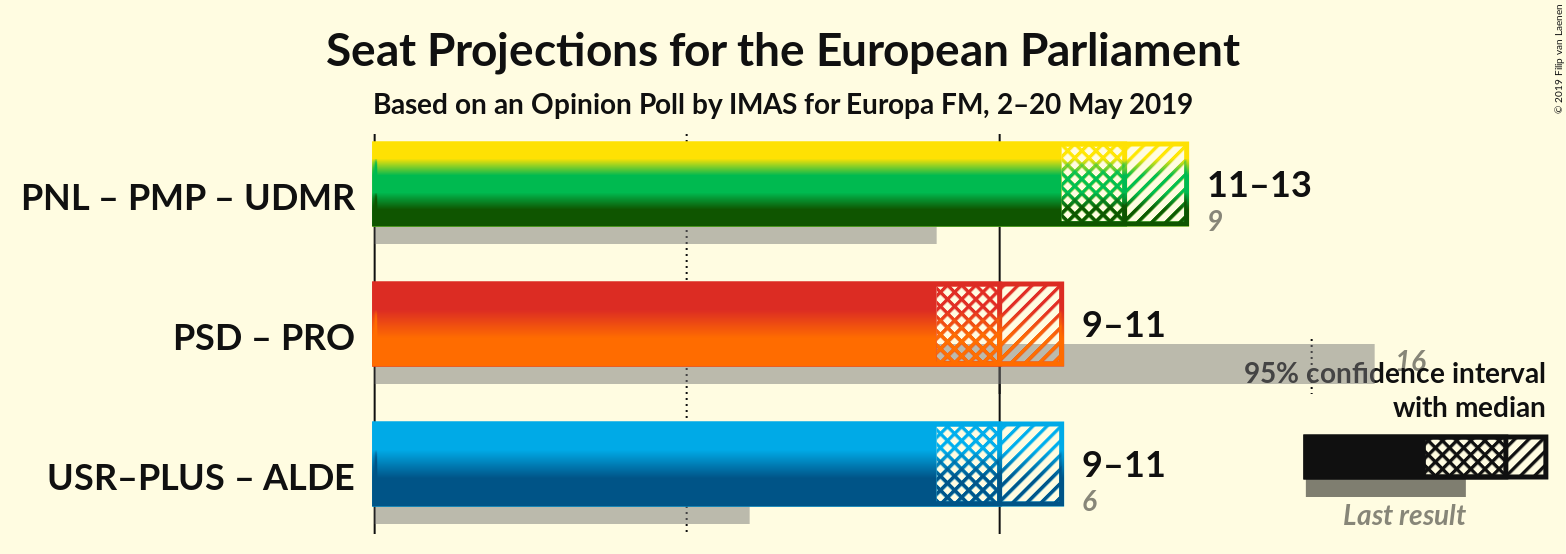 Seat Projections for the European Parliament
Based on an Opinion Poll by IMAS for Europa FM, 2–20 May 2019
© 2019 Filip van Laenen
PNL – PMP – UDMR
11–13
9
PSD – PRO
9–11
16
95% confidence interval
with median
USR–PLUS – ALDE
9–11
6
Last result